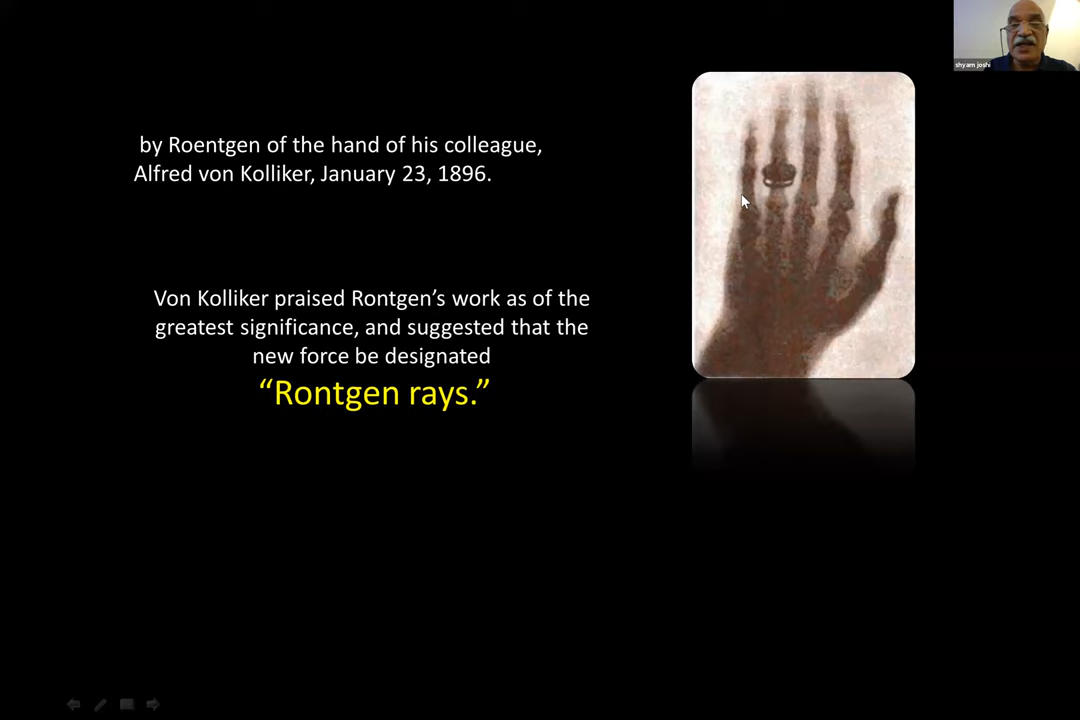 shyam joshi
by Roentgen of the hand of his colleague,
Alfred von Kolliker, January 23, 1896.
Von Kolliker praised Rontgen’s work as of the
greatest significance, and suggested that the
new force be designated
“Rontgen rays.”